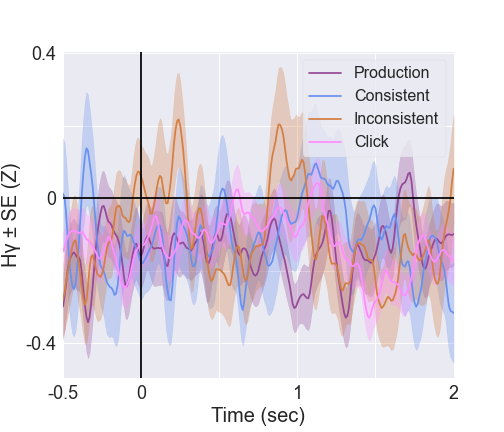 0.4
Production
Consistent
Inconsistent
Click
0
Hγ ± SE (Z)
-0.4
-0.5 0 1 2
Time (sec)